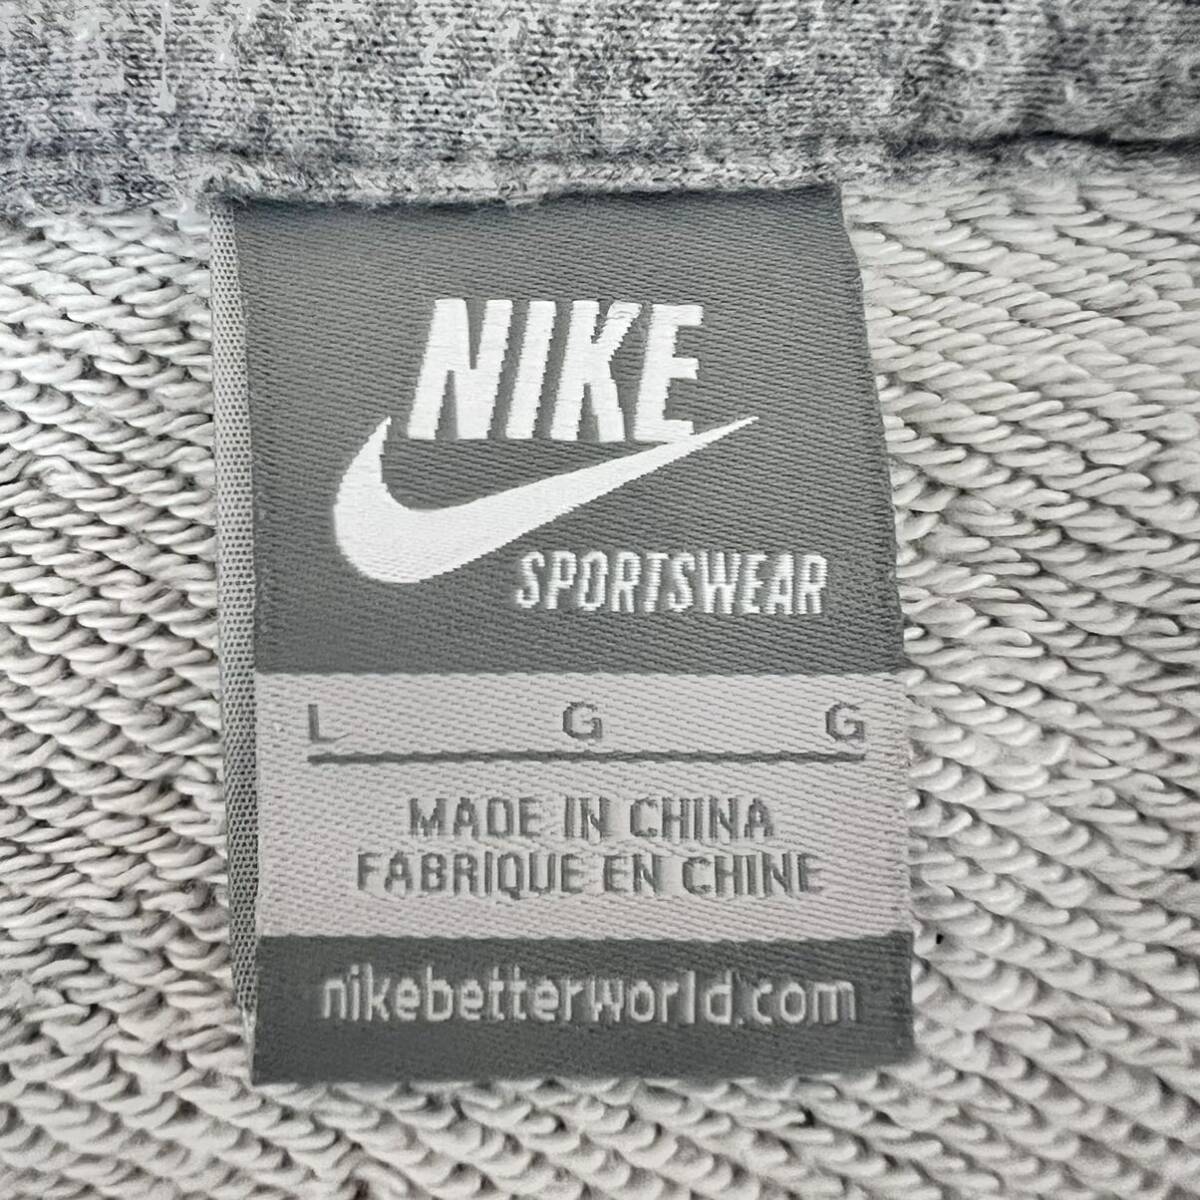 NIKE
SPORTSWEAR
L G G
MADE IN CHINA
FABRIQUE EN CHINE
nikebetterworld.com